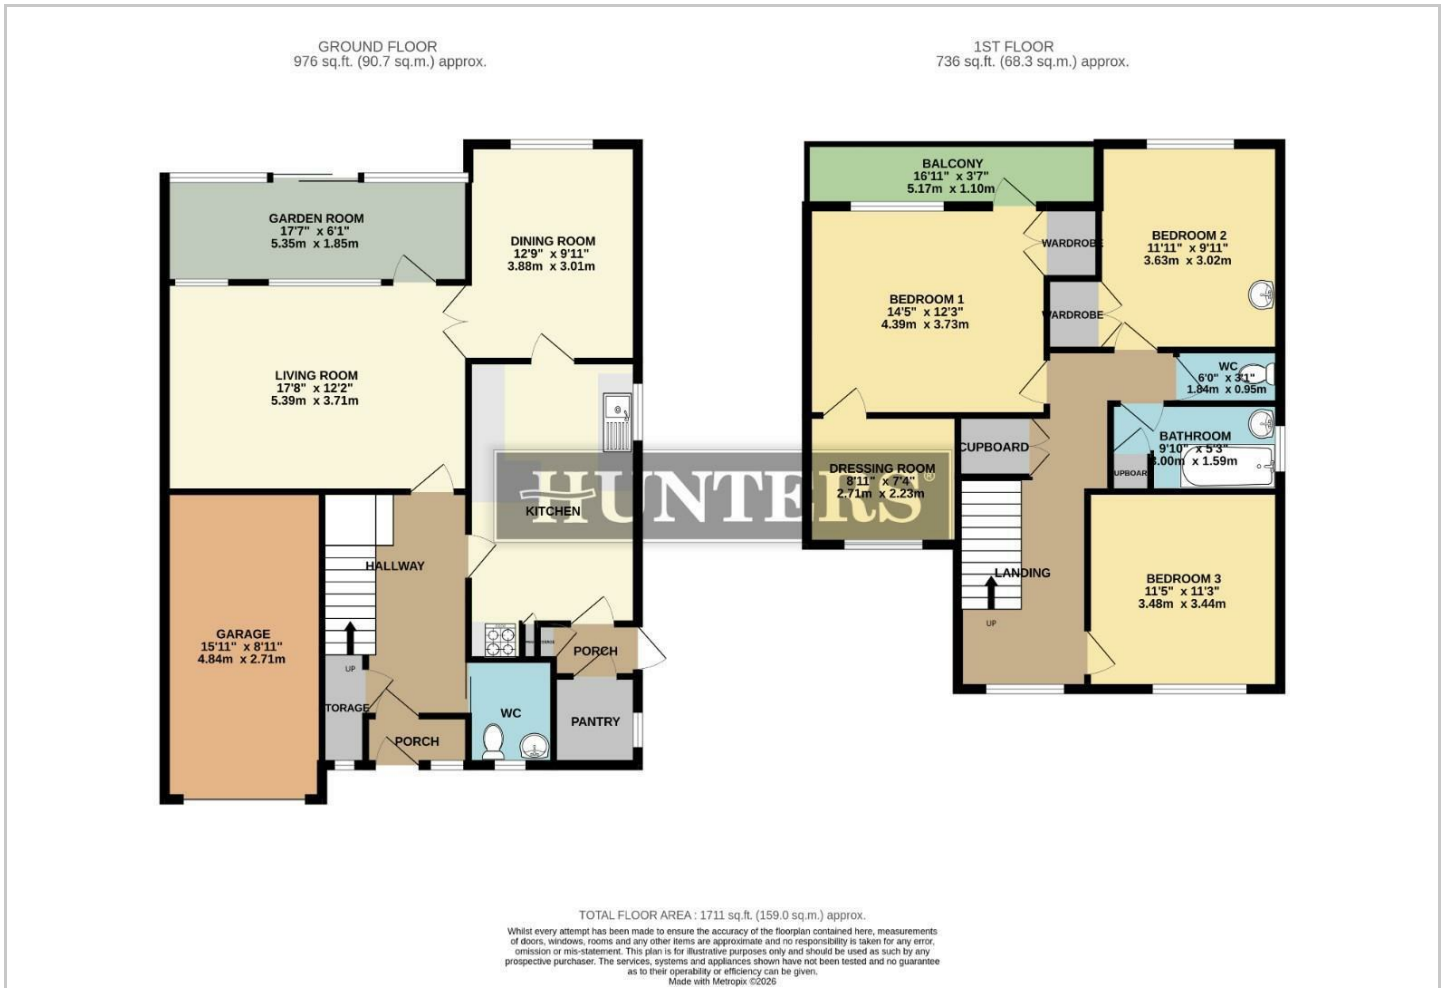 GROUND FLOOR
976 sq.ft. (90.7 sq.m.) approx.
1ST FLOOR
736 sq.ft. (68.3 sq.m.) approx.
GARDEN ROOM
17'7" x 6'1"
5.35m x 1.85m
DINING ROOM
12'9" x 9'11"
3.88m x 3.01m
LIVING ROOM
17'8" x 12'2"
5.39m x 3.71m
KITCHEN
HALLWAY
GARAGE
15'11" x 8'11"
4.84m x 2.71m
UP
TORAGE
PORCH
WC
PORCH
PANTRY
BALCONY
16'11" x 3'7"
5.17m x 1.10m
WARDROBE
BEDROOM 2
11'11" x 9'11"
3.63m x 3.02m
BEDROOM 1
14'5" x 12'3"
4.39m x 3.73m
WARDROBE
WC
6'0" x 3'1"
1.84m x 0.95m
CUPBOARD
BATHROOM
9'10" x 5'3"
3.00m x 1.59m
UPBOAR
DRESSING ROOM
8'11" x 7'4"
2.71m x 2.23m
HUNTERS®
LANDING
UP
BEDROOM 3
11'5" x 11'3"
3.48m x 3.44m
TOTAL FLOOR AREA : 1711 sq.ft. (159.0 sq.m.) approx.
Whilst every attempt has been made to ensure the accuracy of the floorplan contained here, measurements
of doors, windows, rooms and any other items are approximate and no responsibility is taken for any error,
omission or mis-statement. This plan is for illustrative purposes only and should be used as such by any
prospective purchaser. The services, systems and appliances shown have not been tested and no guarantee
as to their operability or efficiency can be given.
Made with Metropix ©2026